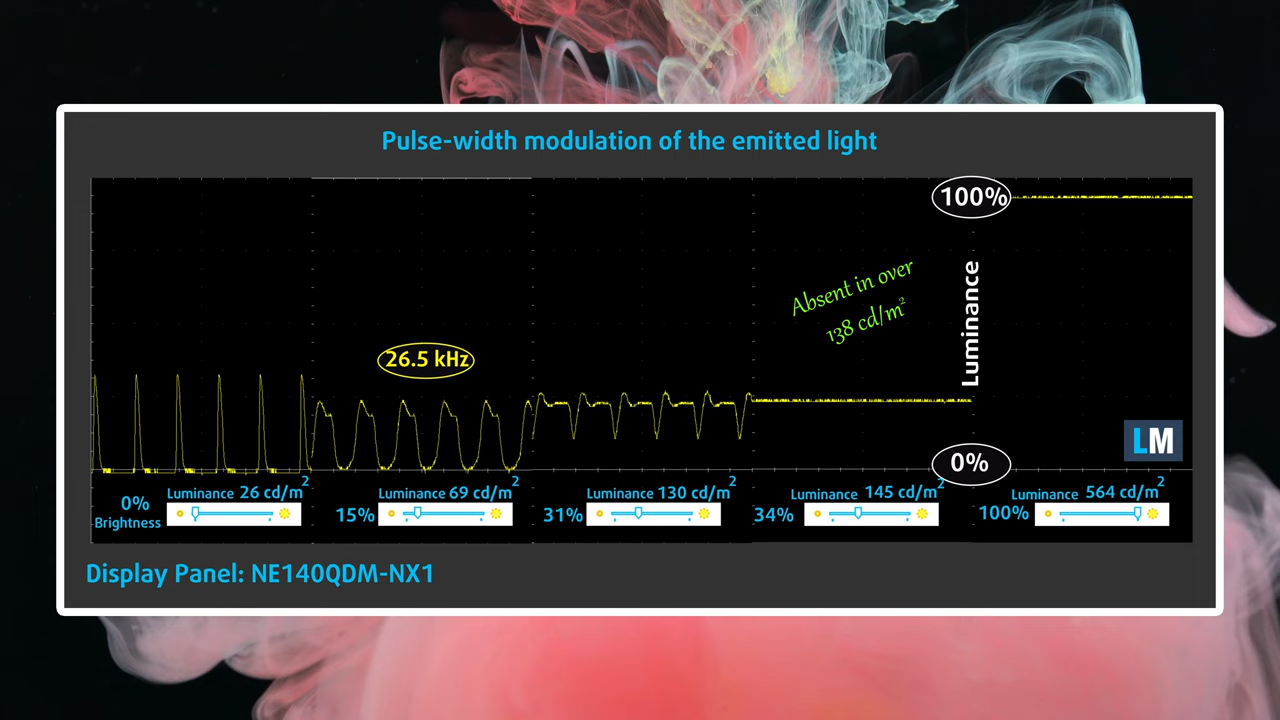 Pulse-width modulation of the emitted light
100%
Absent in over
138 cd/m²
Luminance
26.5 kHz
LM
0%
0% Brightness
Luminance 26 cd/m²
15%
Luminance 69 cd/m²
31%
Luminance 130 cd/m²
34%
Luminance 145 cd/m²
100%
Luminance 564 cd/m²
Display Panel: NE140QDM-NX1